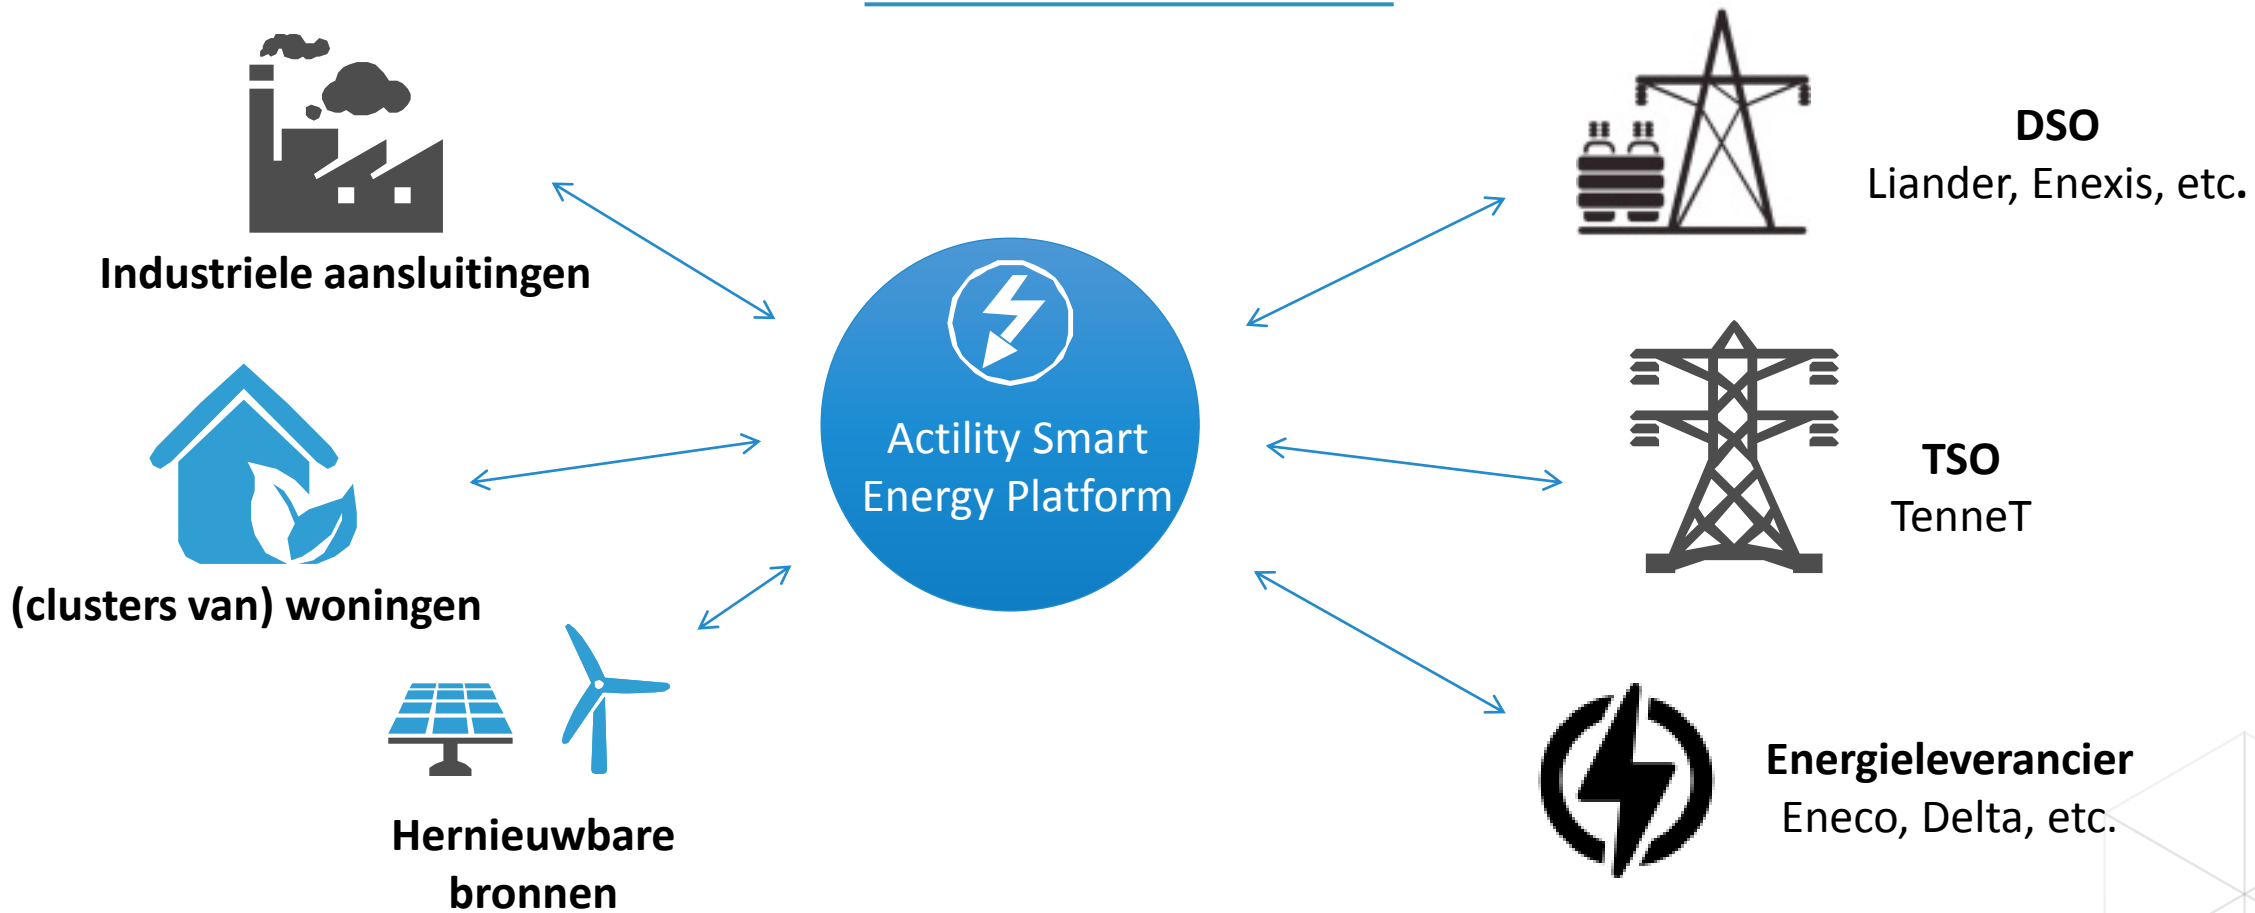 Industriele aansluitingen
(clusters van) woningen
Hernieuwbare
bronnen
Actility Smart
Energy Platform
DSO
Liander, Enexis, etc.
TSO
TenneT
Energieleverancier
Eneco, Delta, etc.